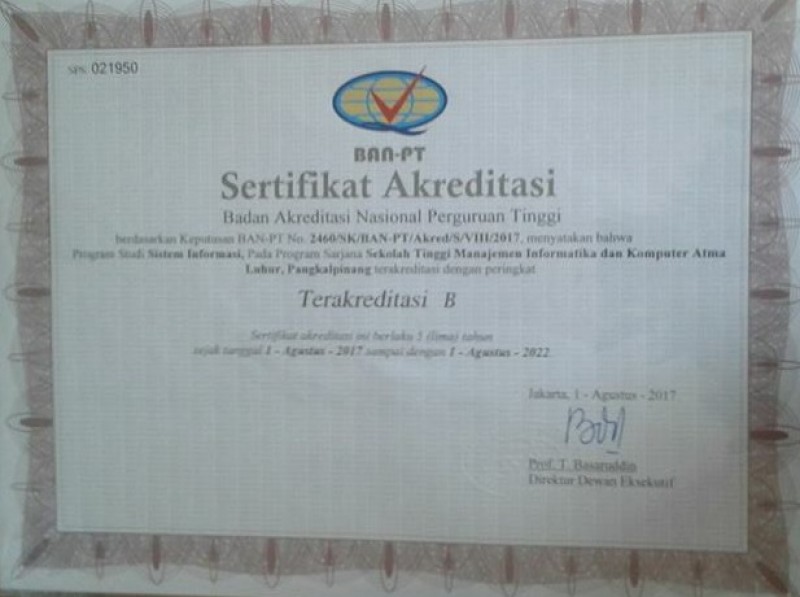 SPS: 021950
BAN-PT
Sertifikat Akreditasi
Badan Akreditasi Nasional Perguruan Tinggi
berdasarkan Keputusan BAN-PT No. 2460/SK/BAN-PT/Akred/S/VIII/2017, menyatakan bahwa
Program Studi Sistem Informasi, Pada Program Sarjana Sekolah Tinggi Manajemen Informatika dan Komputer Atma
Luhur, Pangkalpinang terakreditasi dengan peringkat
Terakreditasi B
Sertifikat akreditasi ini berlaku 5 (lima) tahun
sejak tanggal 1 - Agustus - 2017 sampai dengan 1 - Agustus - 2022
Jakarta, 1 - Agustus - 2017
Prof. T. Basaruddin
Direktur Dewan Eksekutif